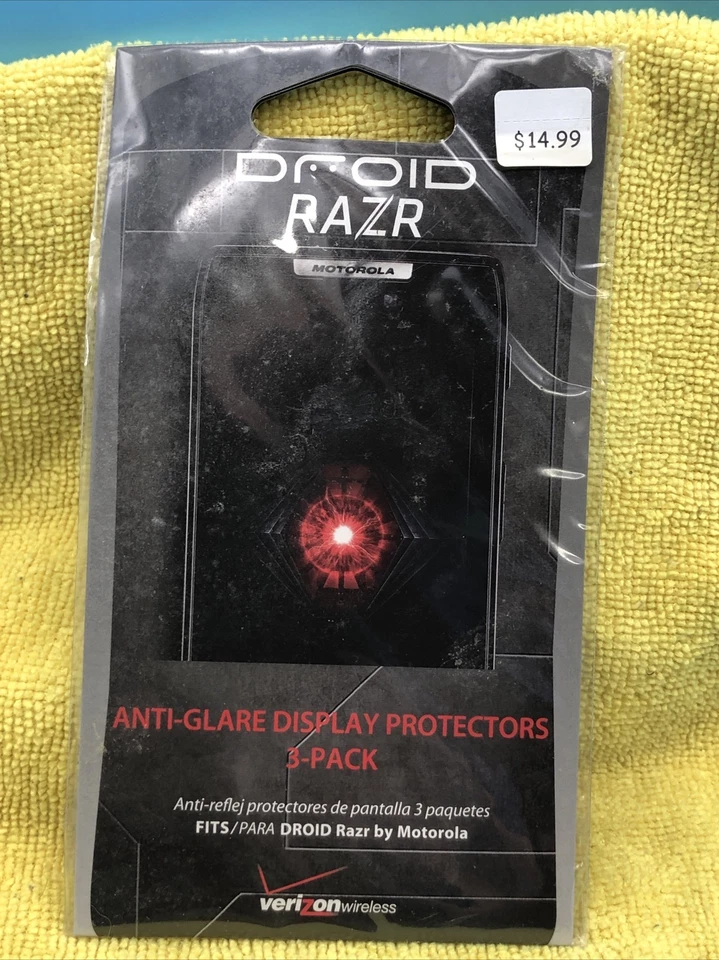 $14.99
DROID
RAZR
MOTOROLA
ANTI-GLARE DISPLAY PROTECTORS
3-PACK
Anti-reflej protectores de pantalla 3 paquetes
FITS/PARA DROID Razr by Motorola
verizonwireless